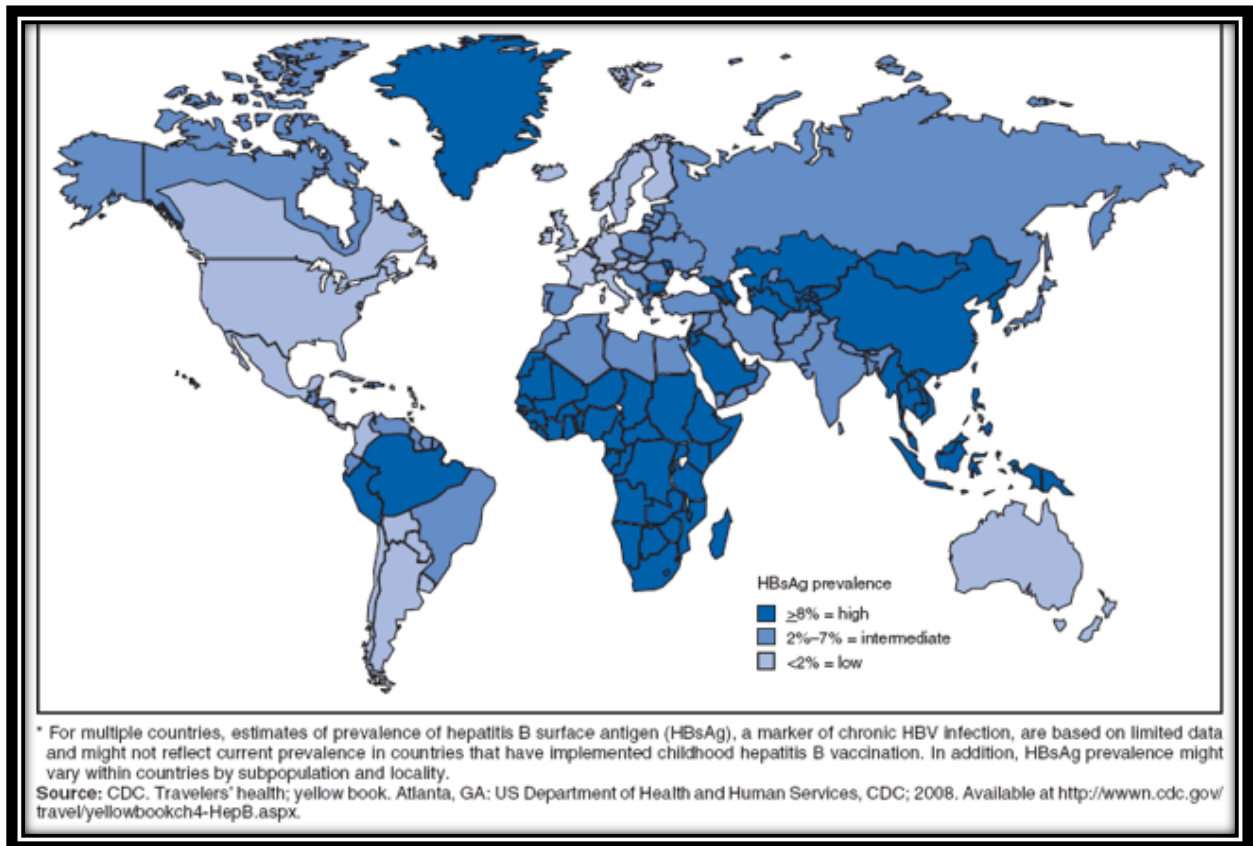 HBsAg prevalence
≥8% = high
2%–7% = intermediate
<2% = low
* For multiple countries, estimates of prevalence of hepatitis B surface antigen (HBsAg), a marker of chronic HBV infection, are based on limited data
and might not reflect current prevalence in countries that have implemented childhood hepatitis B vaccination. In addition, HBsAg prevalence might
vary within countries by subpopulation and locality.
Source: CDC. Travelers' health; yellow book. Atlanta, GA: US Department of Health and Human Services, CDC; 2008. Available at http://wwwn.cdc.gov/
travel/yellowbookch4-HepB.aspx.